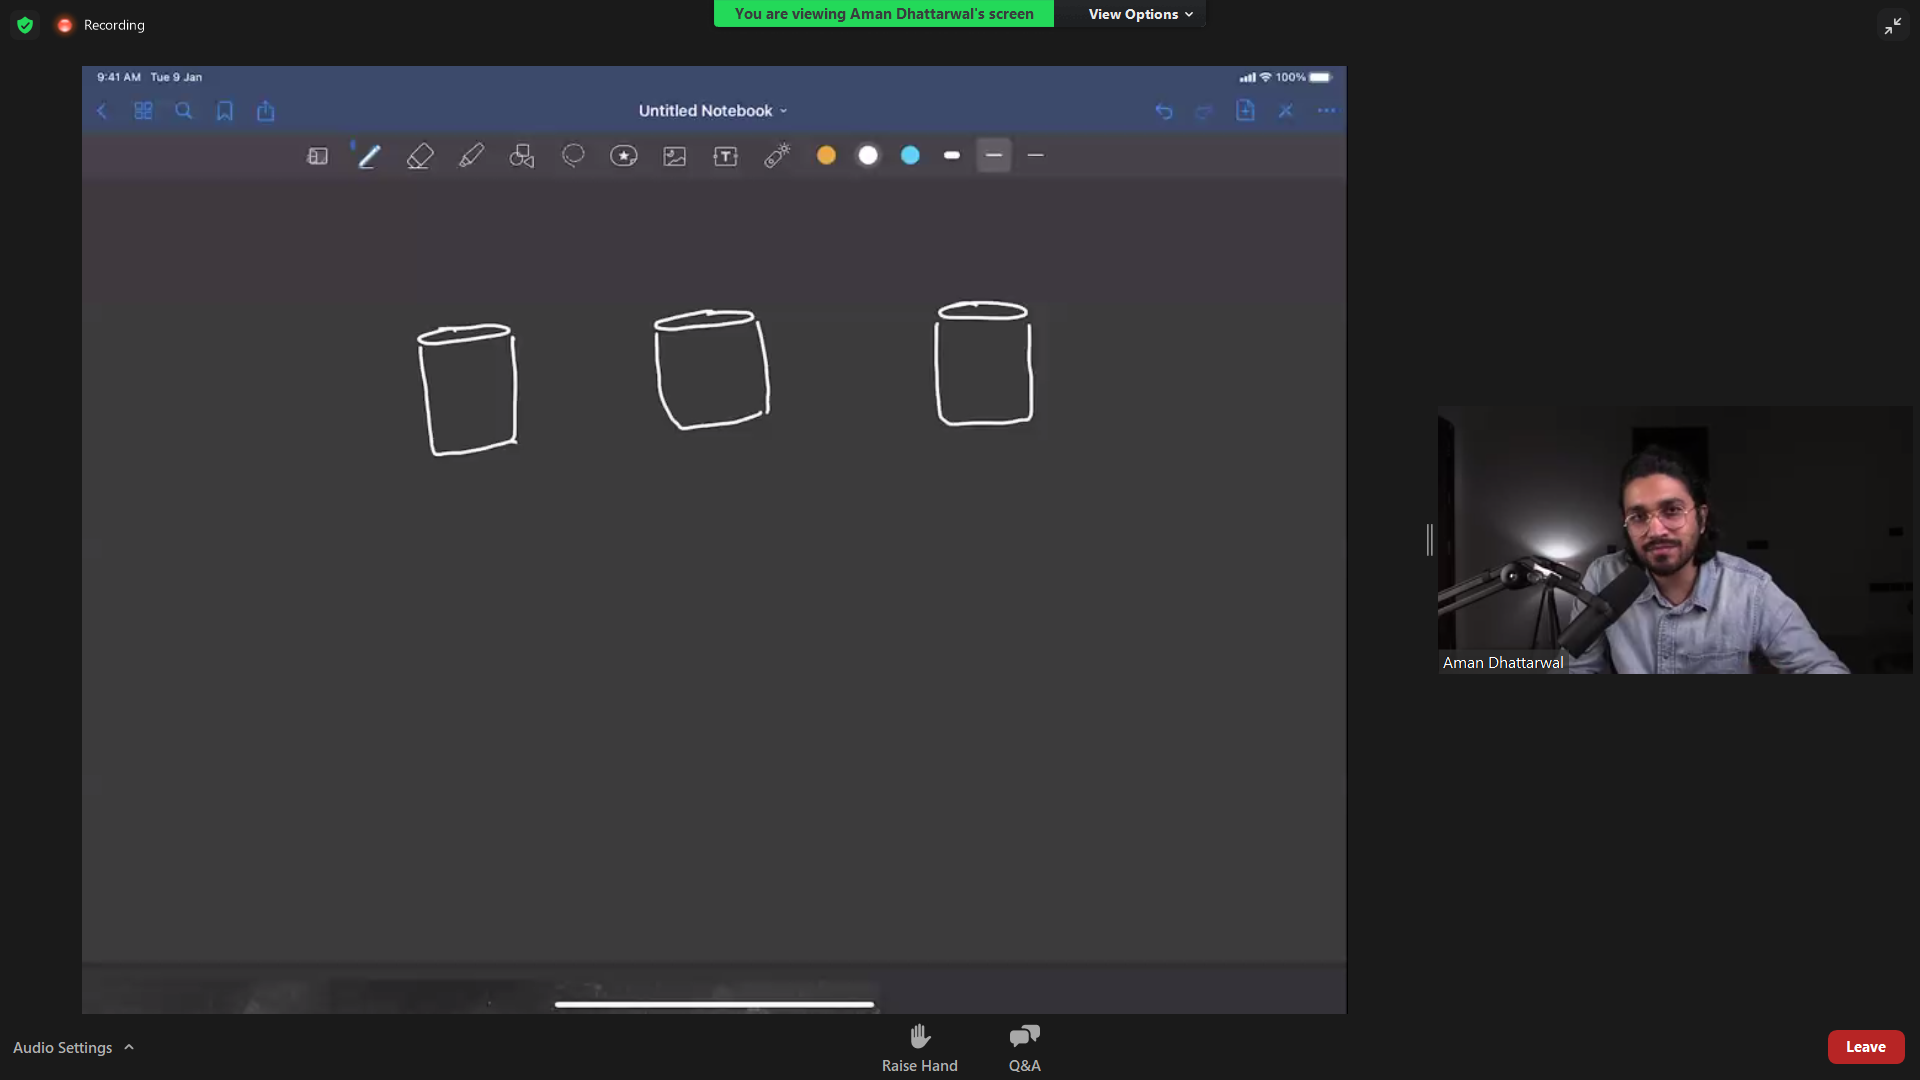 Recording
You are viewing Aman Dhattarwal's screen
View Options
9:41 AM Tue 9 Jan
100%
Untitled Notebook
T
Aman Dhattarwal
Audio Settings
Raise Hand
Q&A
Leave